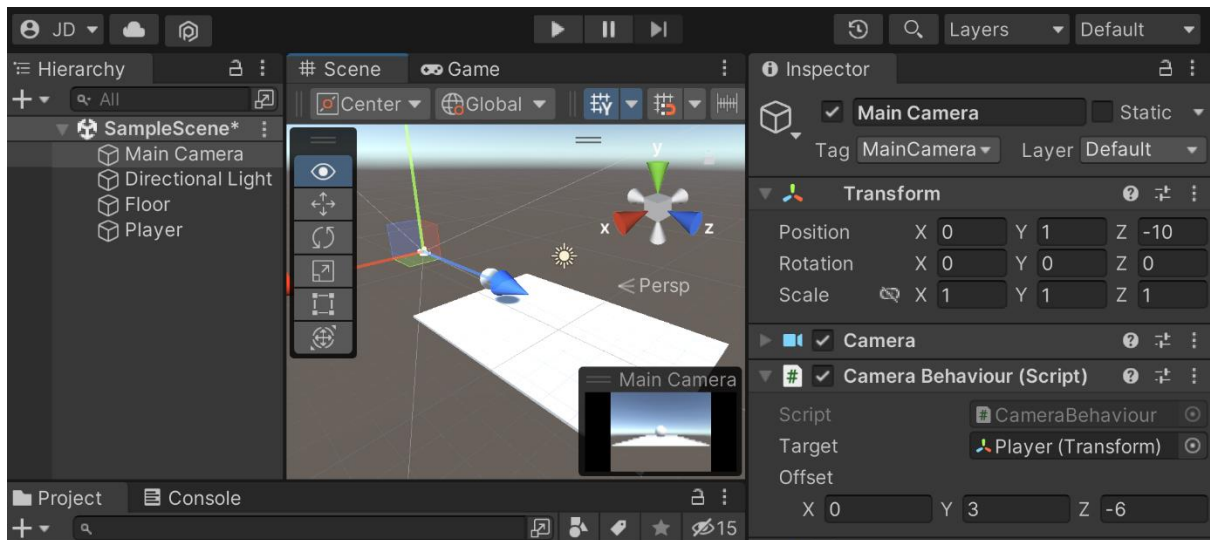 JD Layers Default
Hierarchy
All
SampleScene*
Main Camera
Directional Light
Floor
Player
Scene Game
Center Global
y
x z
Persp
Main Camera
Inspector
Main Camera Static
Tag MainCamera Layer Default
Transform
Position X 0 Y 1 Z -10
Rotation X 0 Y 0 Z 0
Scale X 1 Y 1 Z 1
Camera
# Camera Behaviour (Script)
Script # CameraBehaviour
Target Player (Transform)
Offset
X 0 Y 3 Z -6
Project Console
15